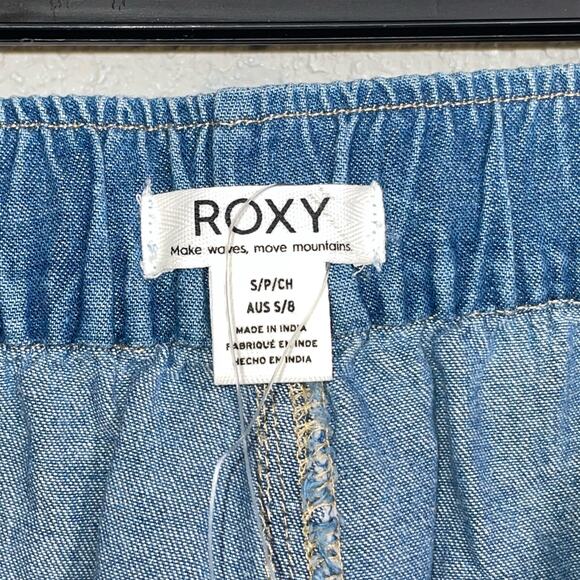 ROXY
Make waves, move mountains.
S/P/CH
AUS S/8
MADE IN INDIA
FABRIQUÉ EN INDE
HECHO EN INDIA